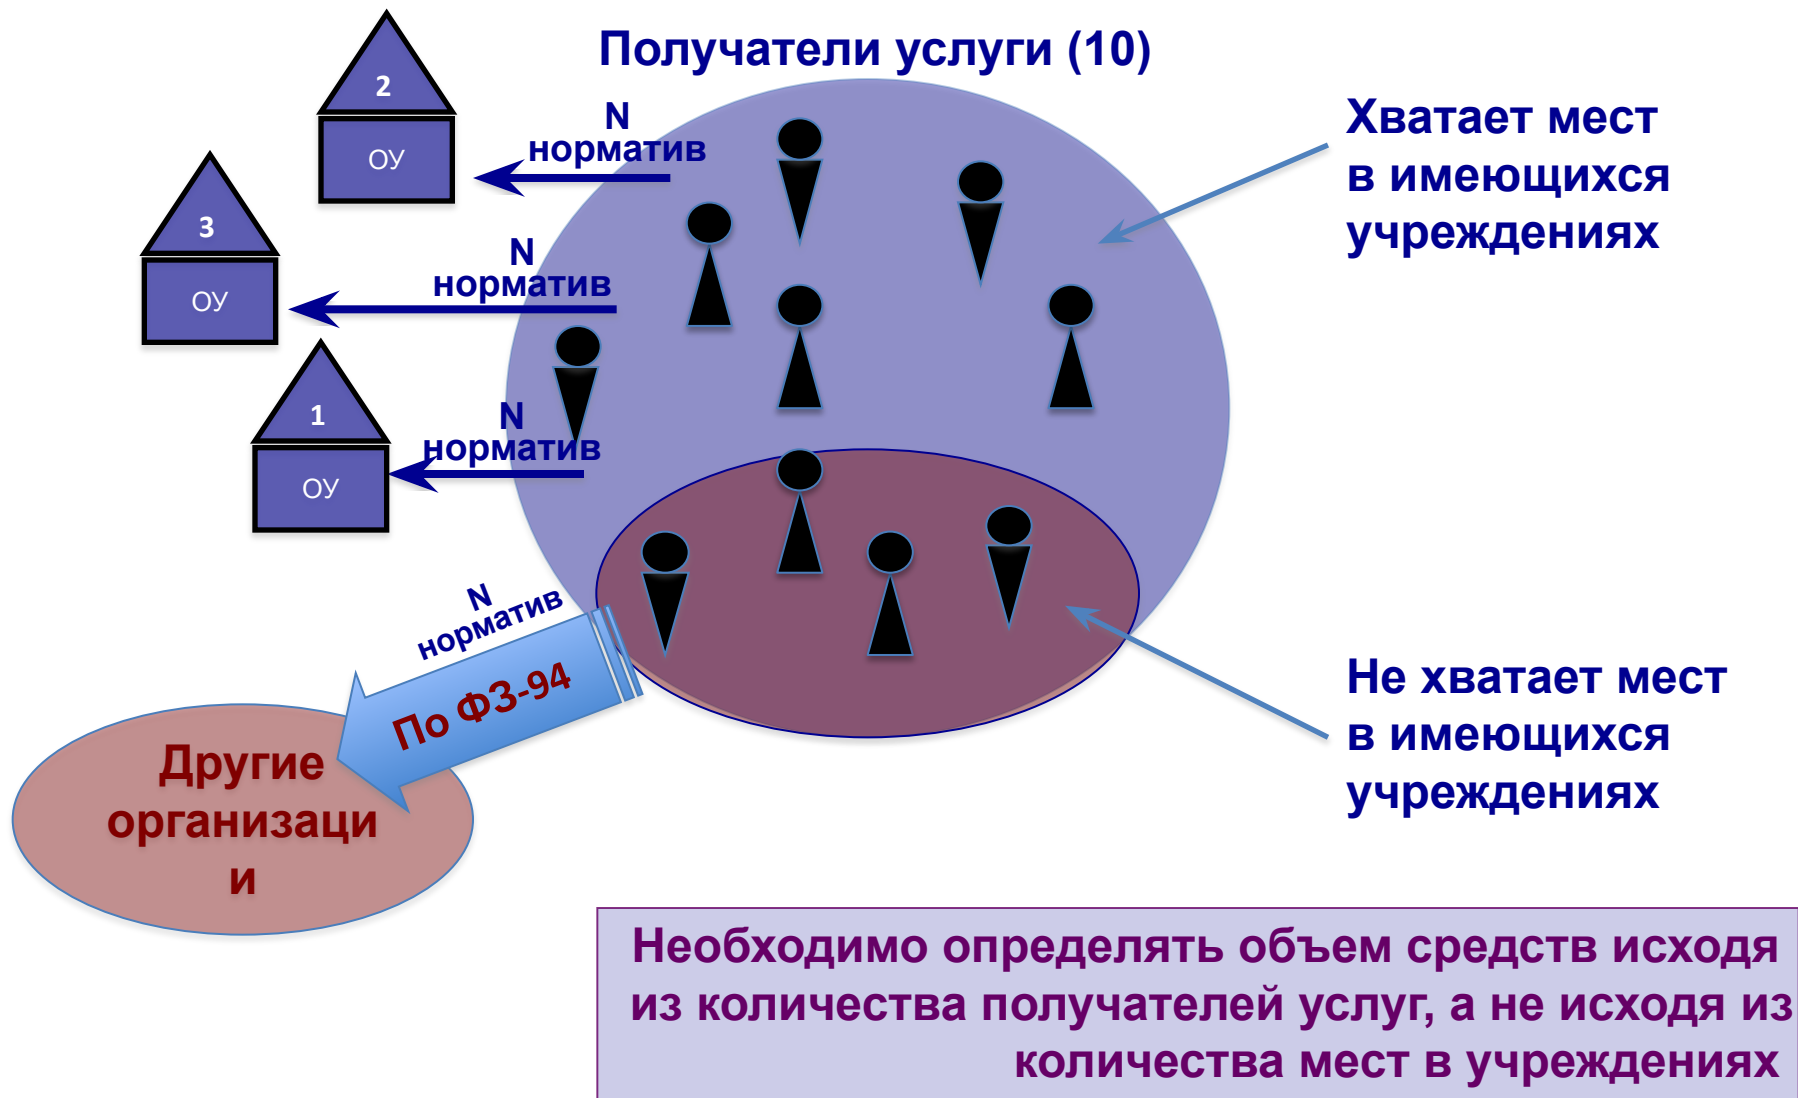 Получатели услуги (10)
2
ОУ
N
норматив
Хватает мест
в имеющихся
учреждениях
3
ОУ
N
норматив
1
ОУ
N
норматив
N
норматив
По ФЗ-94
Другие
организаци
и
Не хватает мест
в имеющихся
учреждениях
Необходимо определять объем средств исходя
из количества получателей услуг, а не исходя из
количества мест в учреждениях